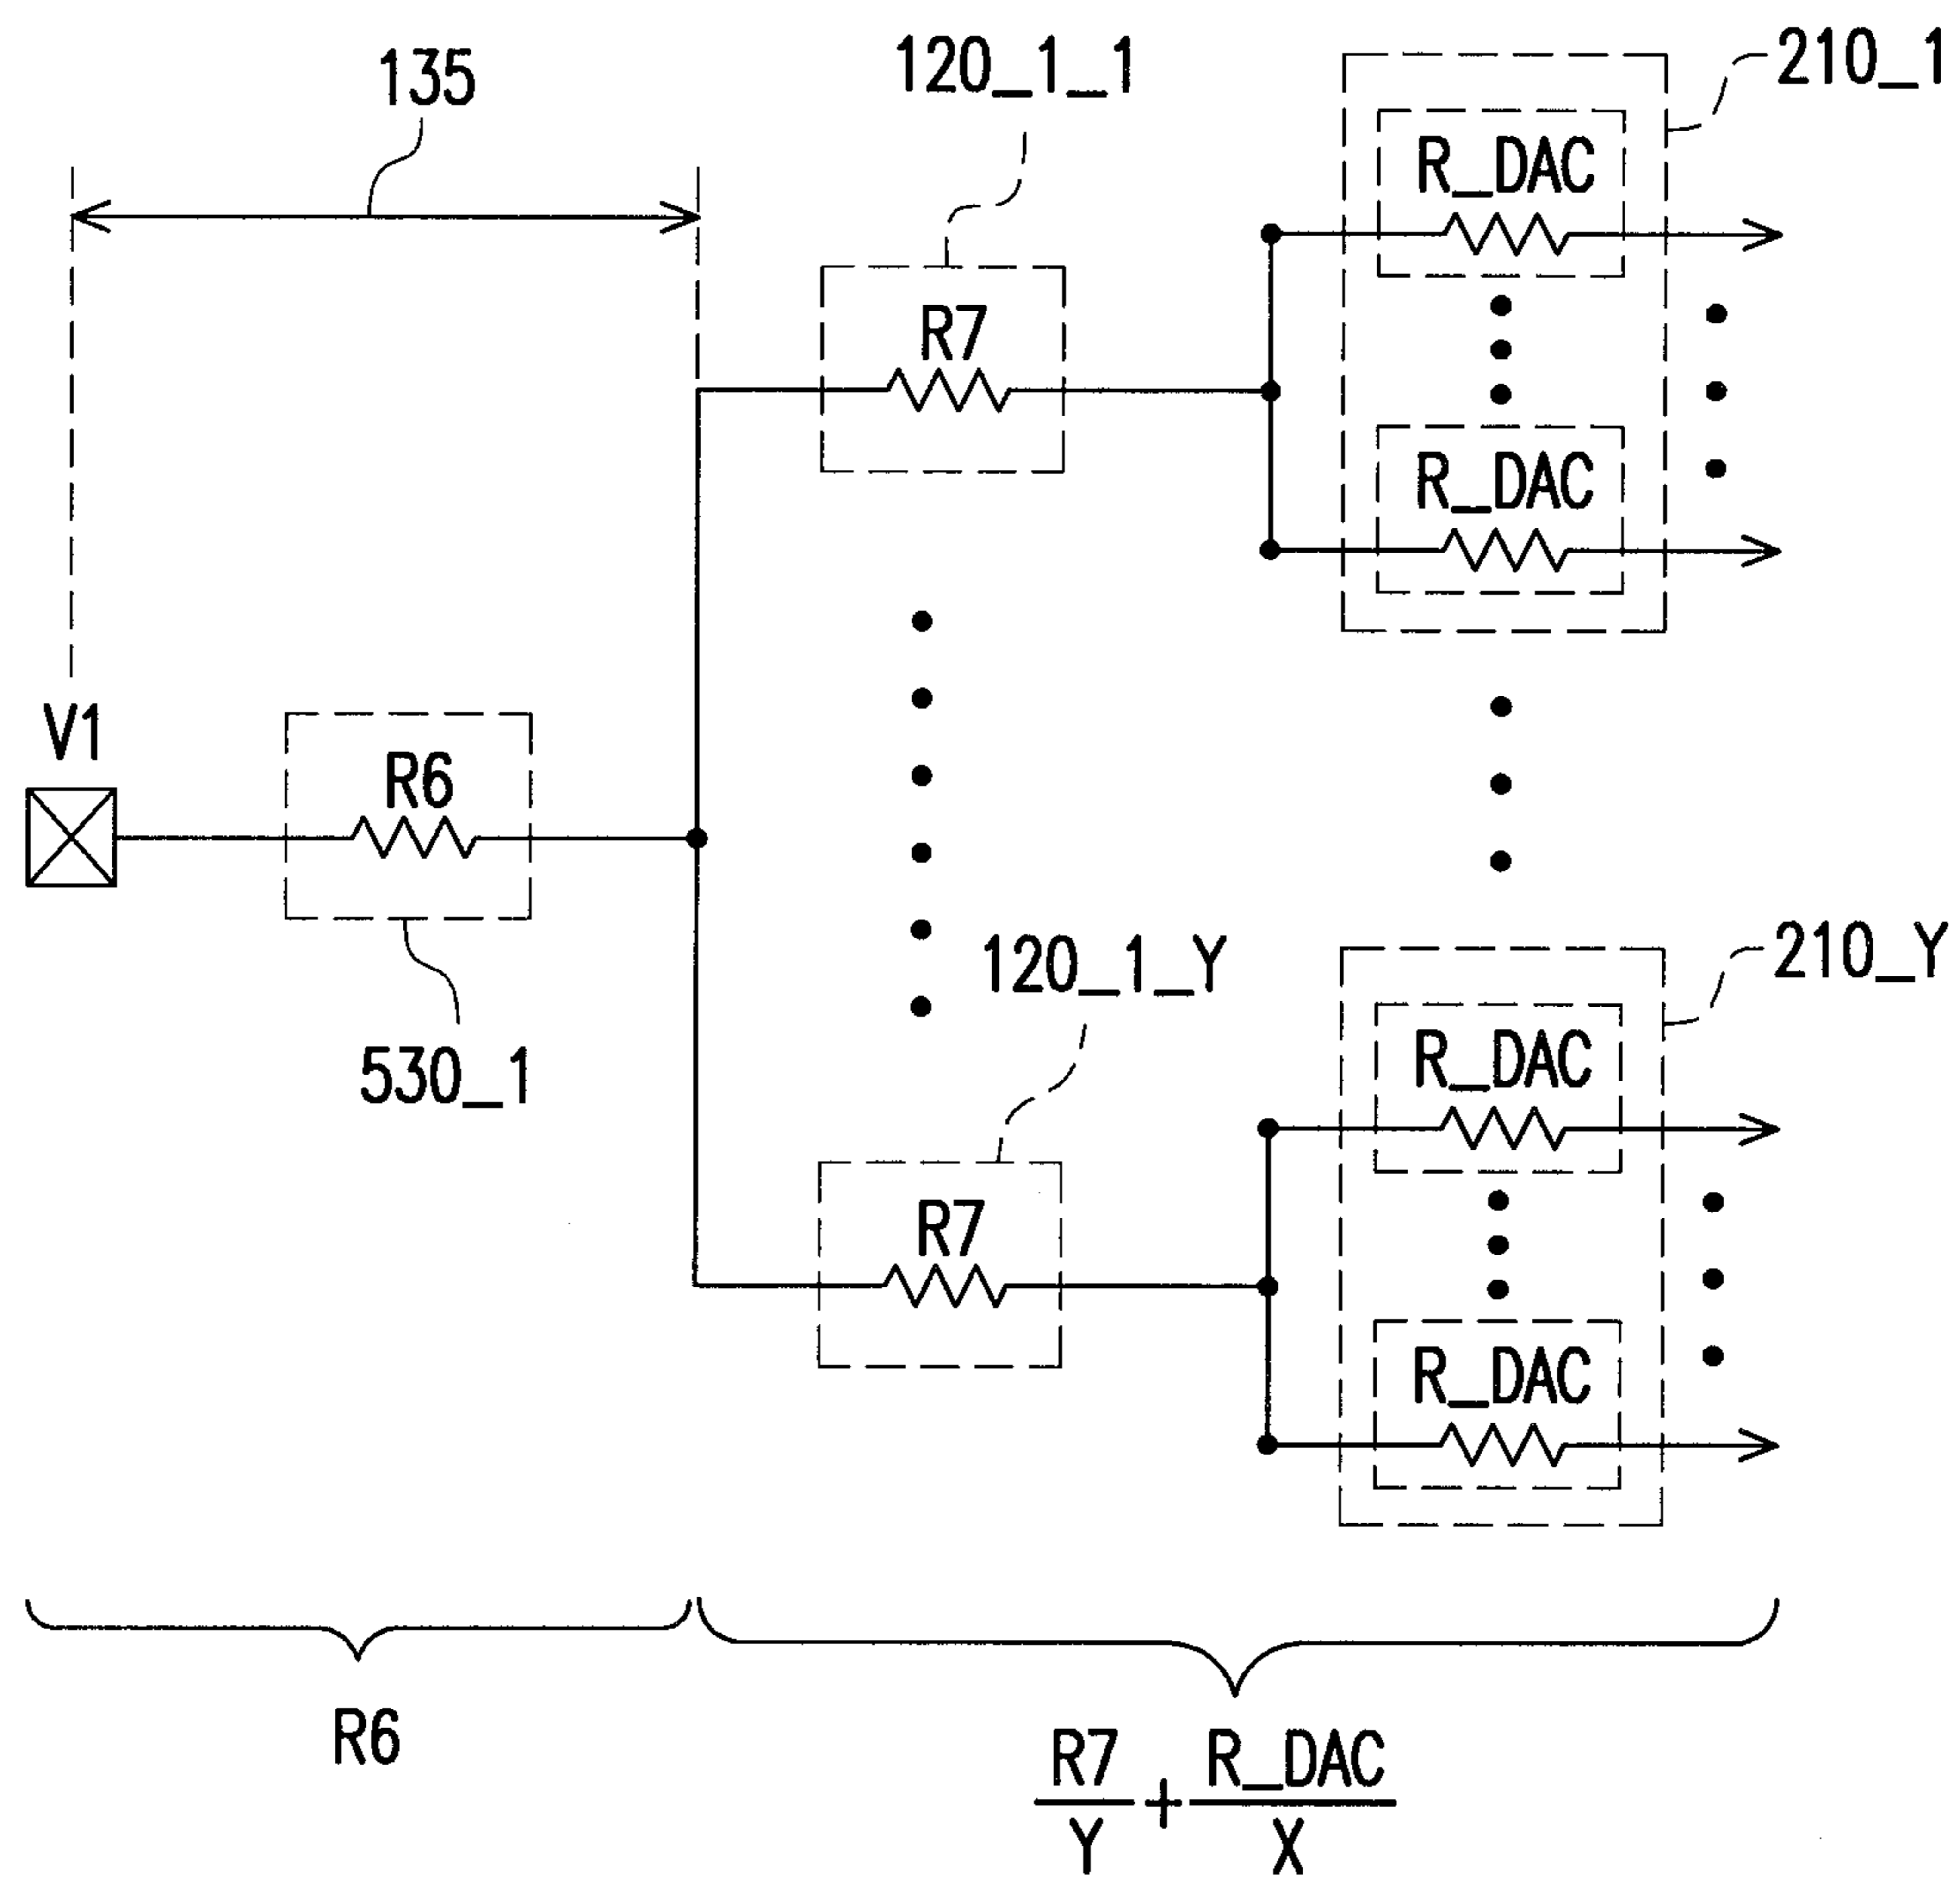 135
120_1_1
210_1
R_DAC
R7
R_DAC
V1
R6
530_1
120_1_Y
210_Y
R_DAC
R7
R_DAC
R6
R7
Y
+
R_DAC
X